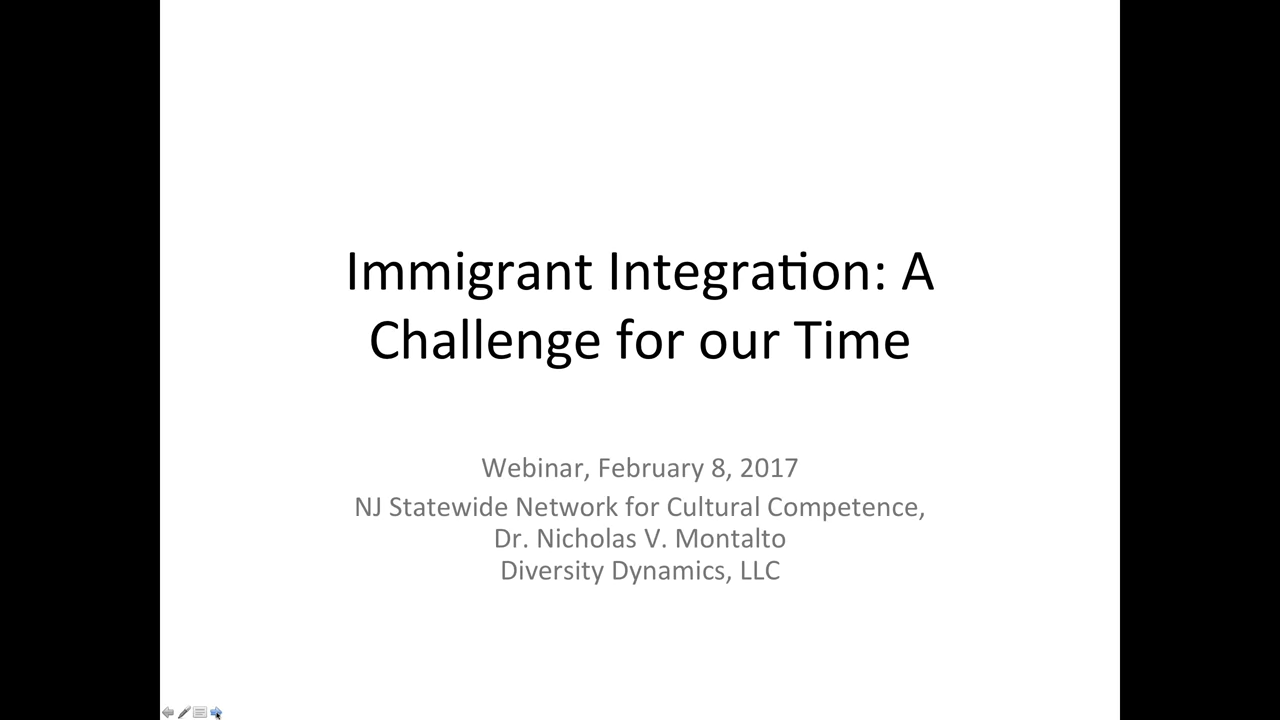 Immigrant Integration: A
Challenge for our Time
Webinar, February 8, 2017
NJ Statewide Network for Cultural Competence,
Dr. Nicholas V. Montalto
Diversity Dynamics, LLC